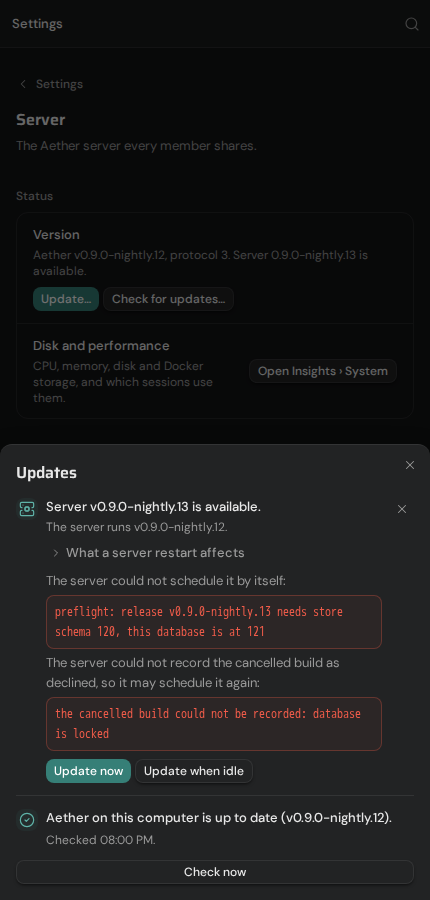 Settings
Settings
Server
The Aether server every member shares.
Status
Version
Aether v0.9.0-nightly.12, protocol 3. Server 0.9.0-nightly.13 is
available.
Update...
Check for updates...
Disk and performance
CPU, memory, disk and Docker
storage, and which sessions use
them.
Open Insights › System
Updates
Server v0.9.0-nightly.13 is available.
The server runs v0.9.0-nightly.12.
What a server restart affects
The server could not schedule it by itself:
preflight: release v0.9.0-nightly.13 needs store
schema 120, this database is at 121
The server could not record the cancelled build as
declined, so it may schedule it again:
the cancelled build could not be recorded: database
is locked
Update now
Update when idle
Aether on this computer is up to date (v0.9.0-nightly.12).
Checked 08:00 PM.
Check now